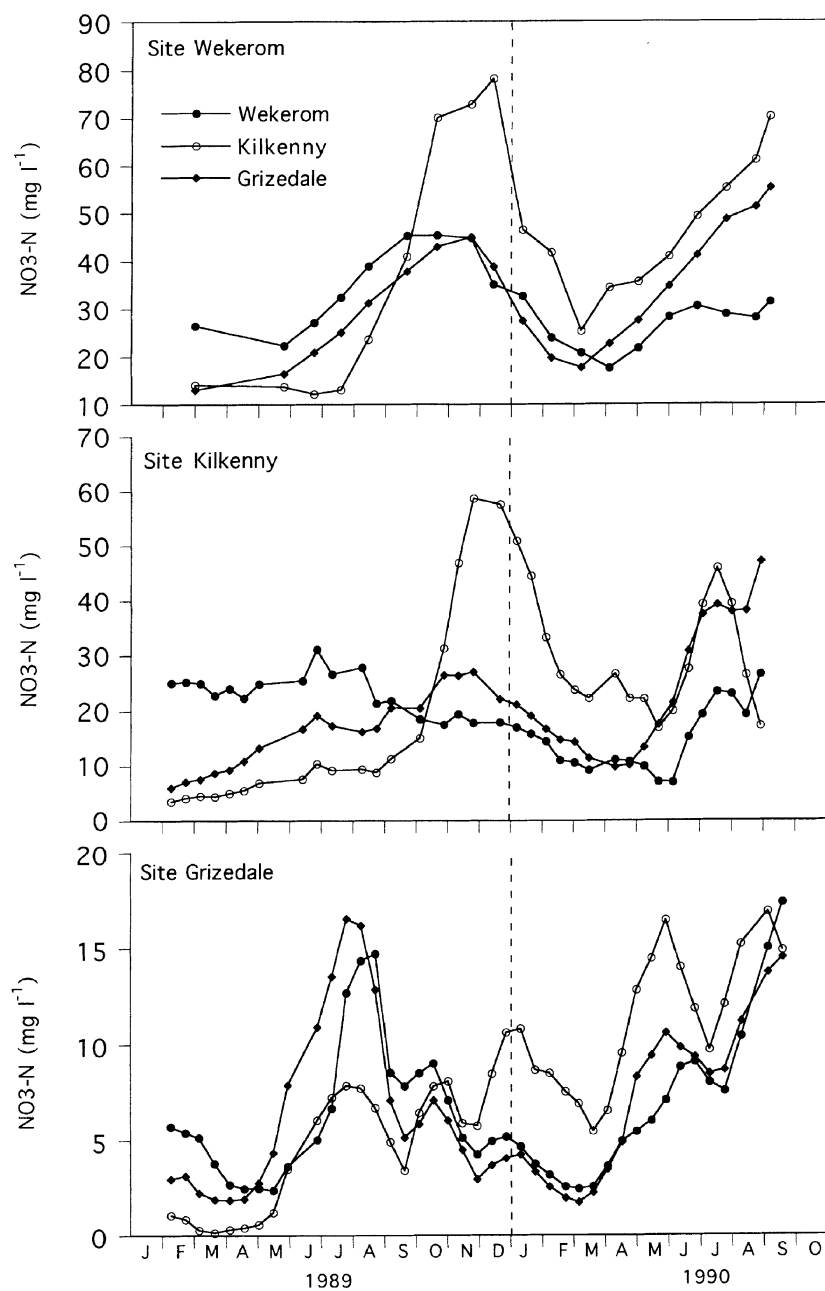 90
80
70
60
50
40
30
20
10
NO3-N (mg l-1)
Site Wekerom
Wekerom
Kilkenny
Grizedale
70
60
50
40
30
20
10
0
NO3-N (mg l-1)
Site Kilkenny
20
15
10
5
0
NO3-N (mg l-1)
Site Grizedale
J F M A M J J A S O N D J F M A M J J A S O
1989 1990